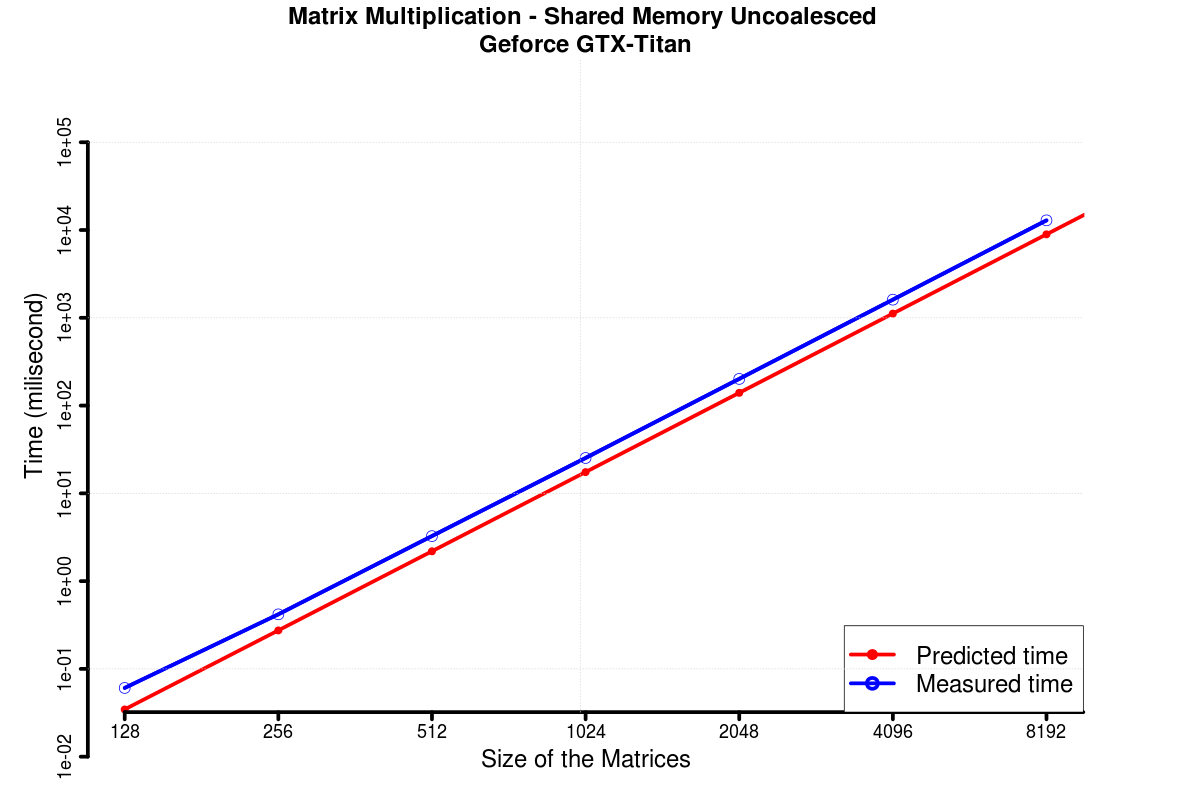 Matrix Multiplication - Shared Memory Uncoalesced
Geforce GTX-Titan
Time (milisecond)
1e+05
1e+04
1e+03
1e+02
1e+01
1e+00
1e-01
1e-02
Predicted time
Measured time
128 256 512 1024 2048 4096 8192
Size of the Matrices